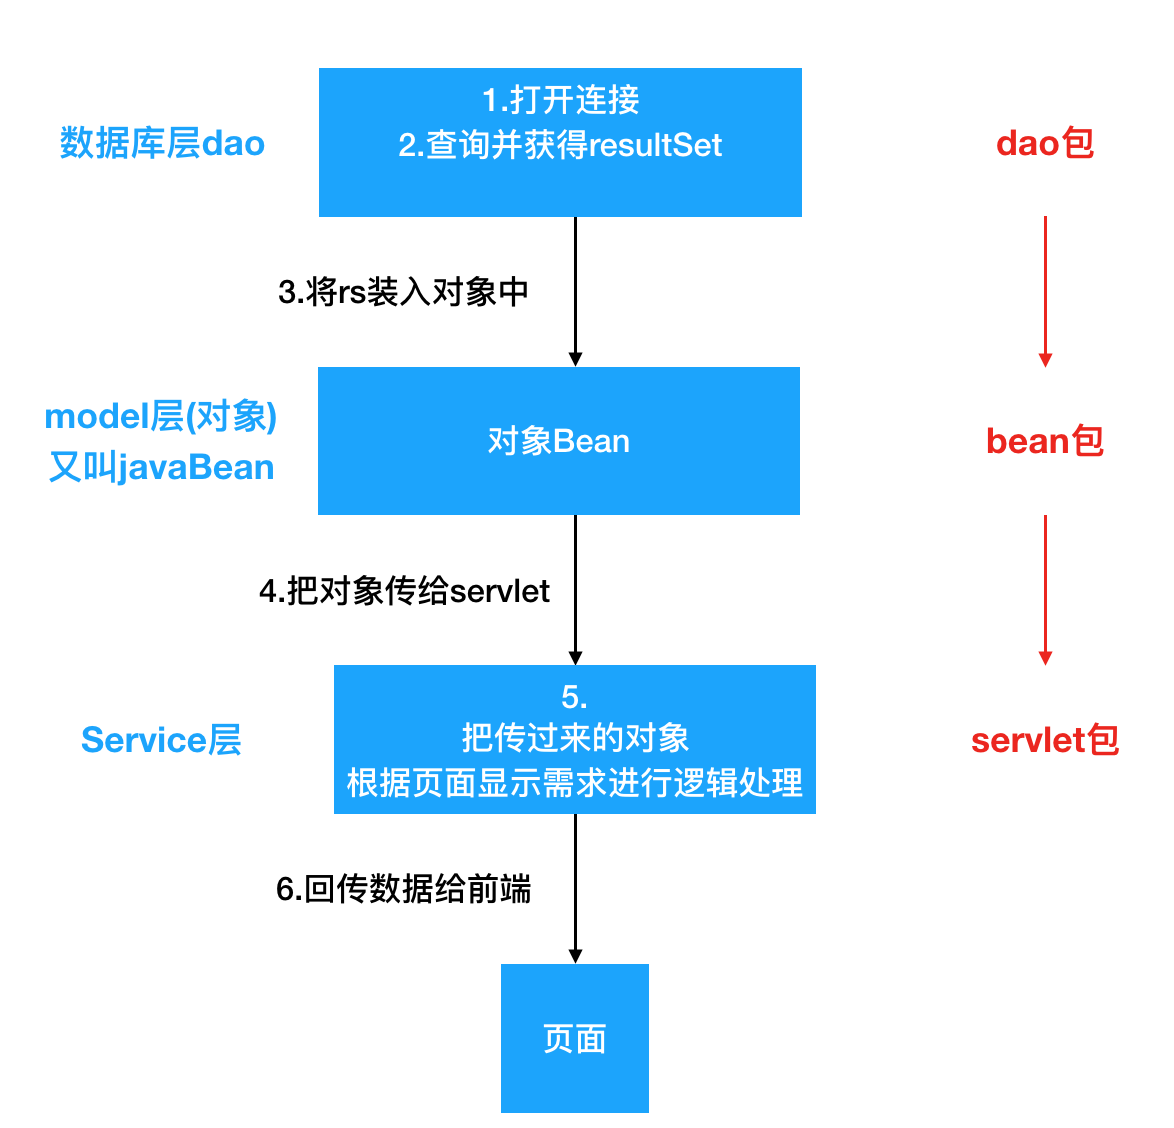 1.打开连接
数据库层dao
2.查询并获得resultSet
dao包
3.将rs装入对象中
model层(对象)
又叫javaBean
对象Bean
bean包
4.把对象传给servlet
5.
把传过来的对象
根据页面显示需求进行逻辑处理
Service层
servlet包
6.回传数据给前端
页面